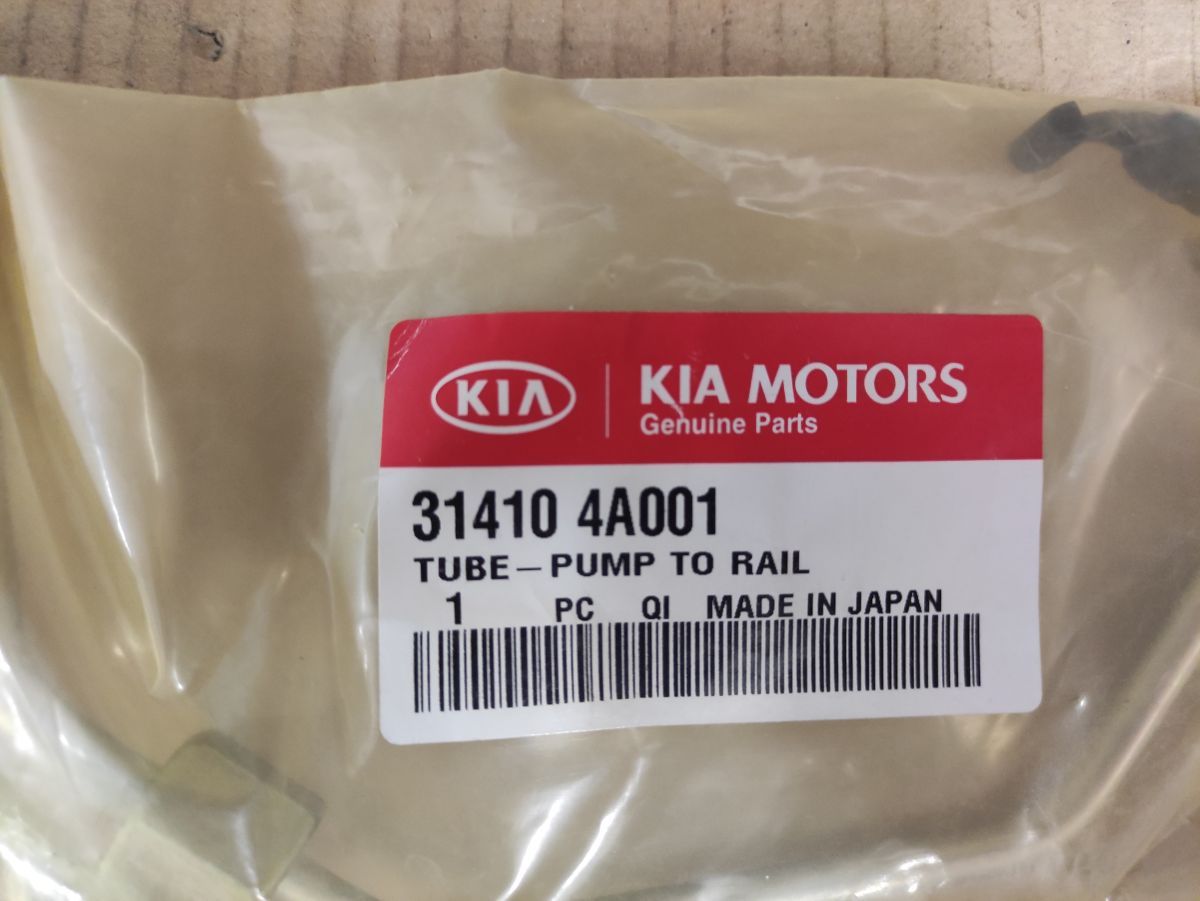 KIA
KIA MOTORS
Genuine Parts
31410 4A001
TUBE-PUMP TO RAIL
1 PC QI MADE IN JAPAN